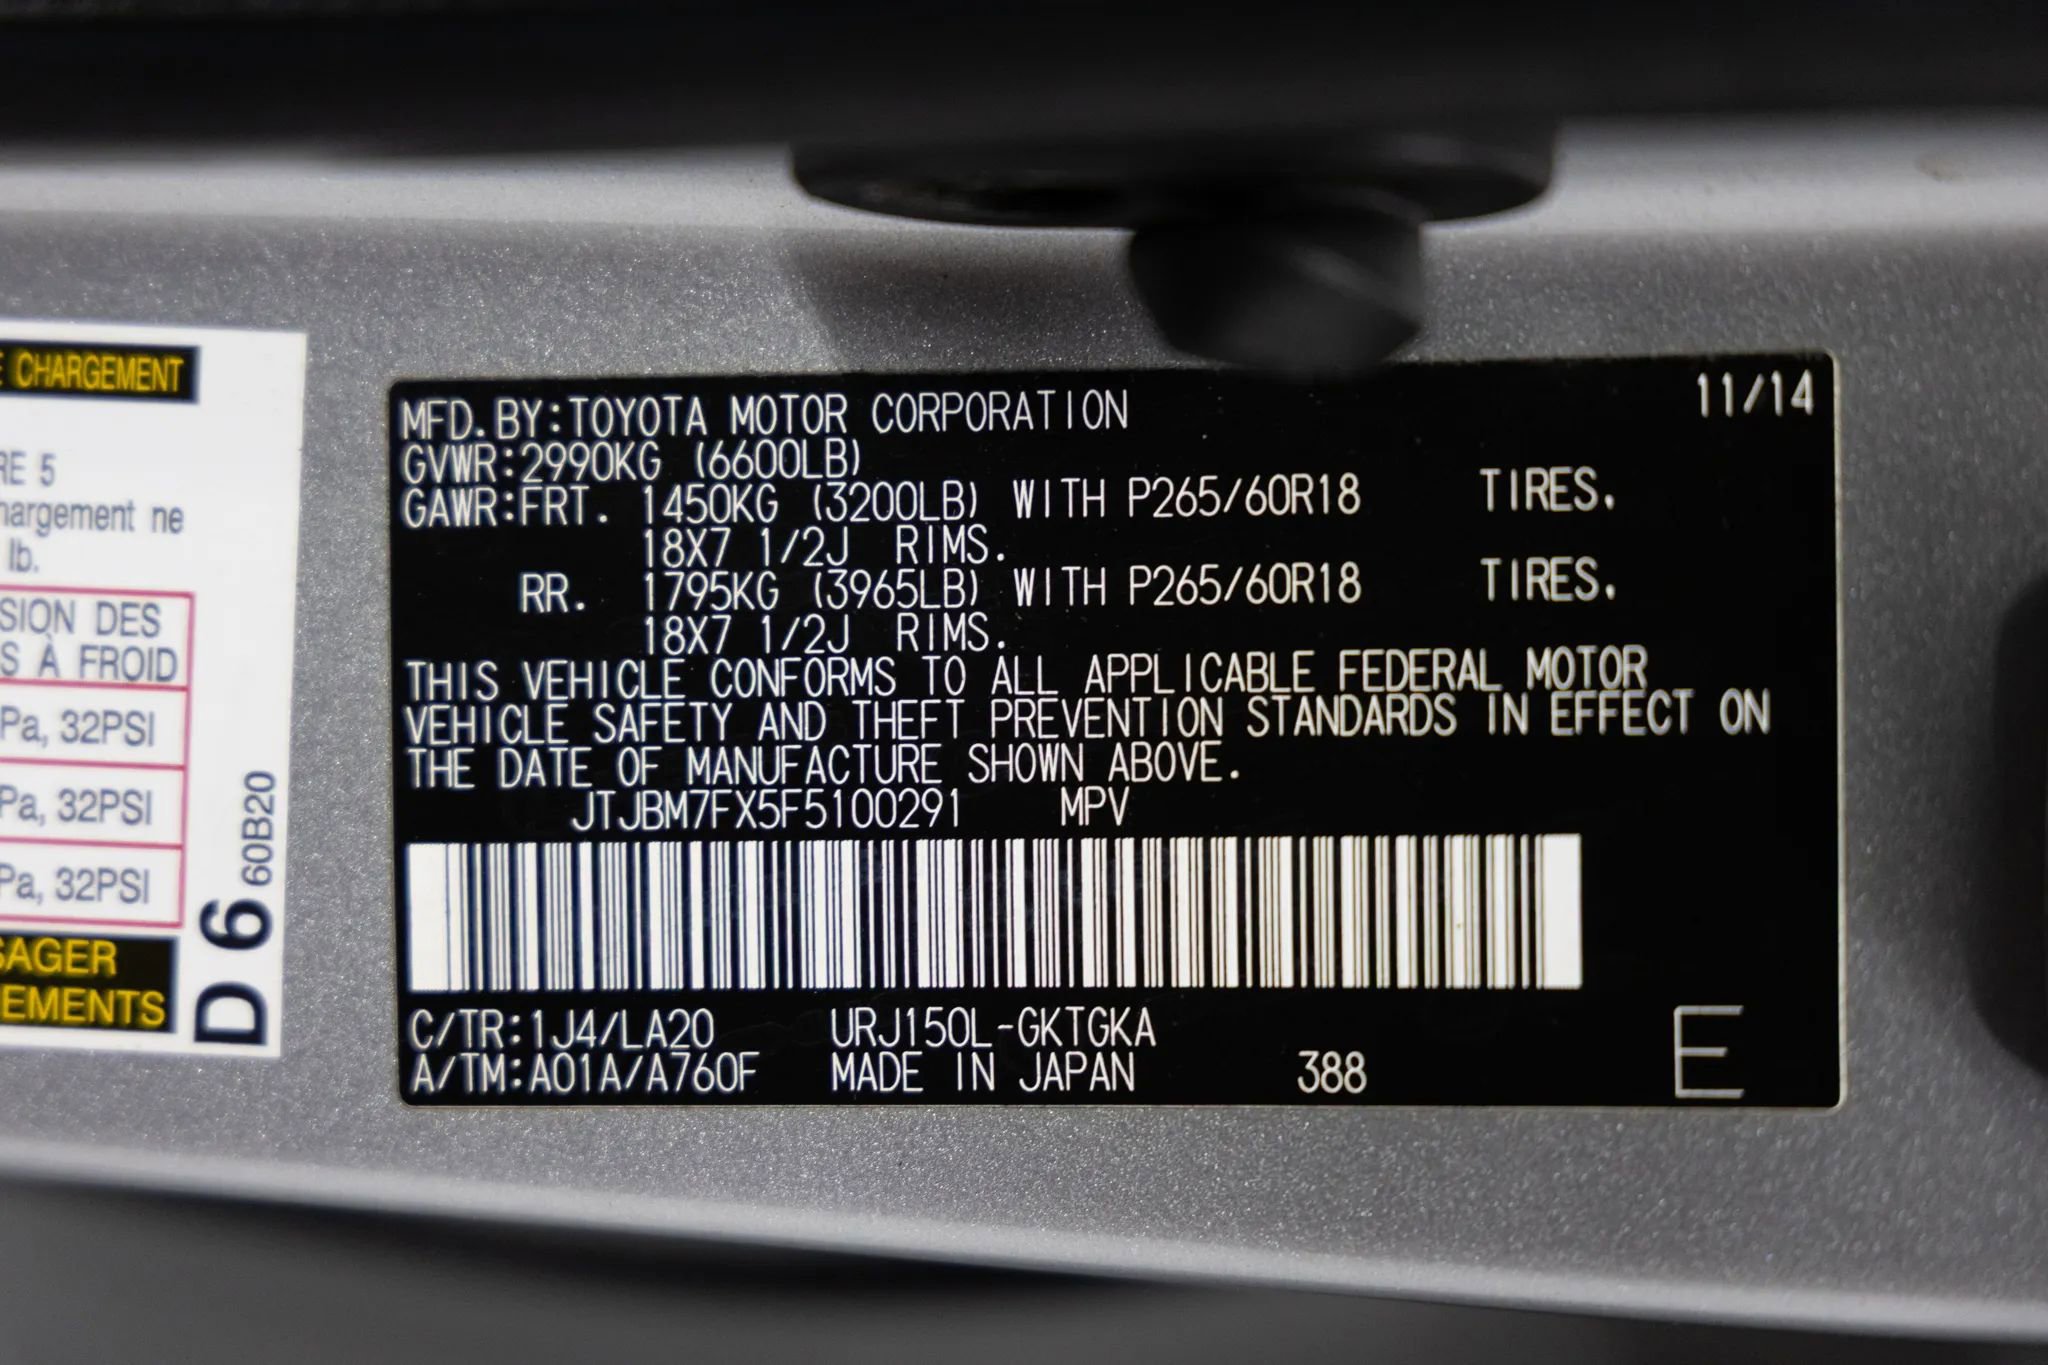 E CHARGEMENT
RE 5
hargement ne
lb.
SION DES
S À FROID
Pa, 32PSI
Pa, 32PSI
Pa, 32PSI
SAGER
EMENTS
D 6 60B20
11/14
MFD.BY:TOYOTA MOTOR CORPORATION
GVWR:2990KG (6600LB)
GAWR:FRT. 1450KG (3200LB) WITH P265/60R18 TIRES.
18X7 1/2J RIMS.
RR. 1795KG (3965LB) WITH P265/60R18 TIRES.
18X7 1/2J RIMS.
THIS VEHICLE CONFORMS TO ALL APPLICABLE FEDERAL MOTOR
VEHICLE SAFETY AND THEFT PREVENTION STANDARDS IN EFFECT ON
THE DATE OF MANUFACTURE SHOWN ABOVE.
JTJBM7FX5F5100291 MPV
C/TR:1J4/LA20 URJ150L-GKTGKA
A/TM:A01A/A760F MADE IN JAPAN 388 E